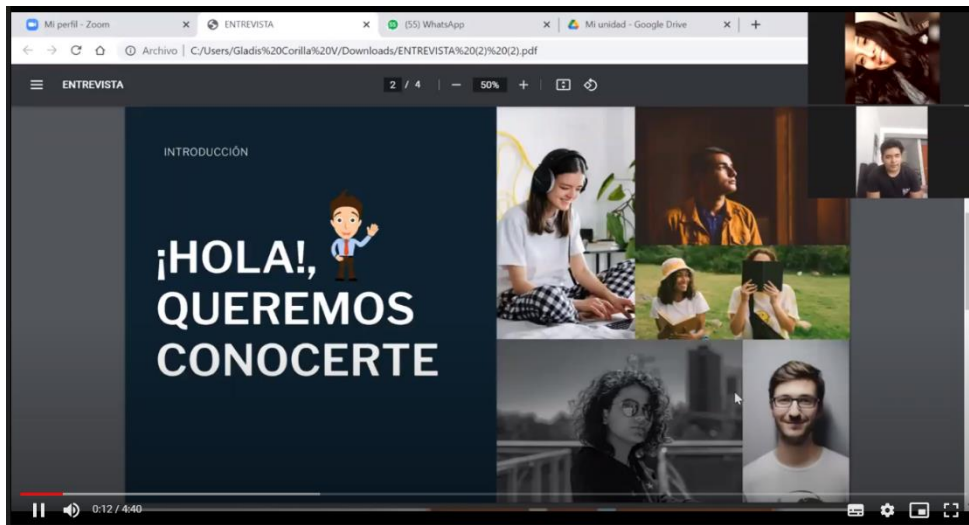 Mi perfil - Zoom
ENTREVISTA
(55) WhatsApp
Mi unidad - Google Drive
Archivo | C:/Users/Gladis%20Corilla%20V/Downloads/ENTREVISTA%20(2)%20(2).pdf
ENTREVISTA
2 / 4
50%
INTRODUCCIÓN
¡HOLA!,
QUEREMOS
CONOCERTE
0:12 / 4:40